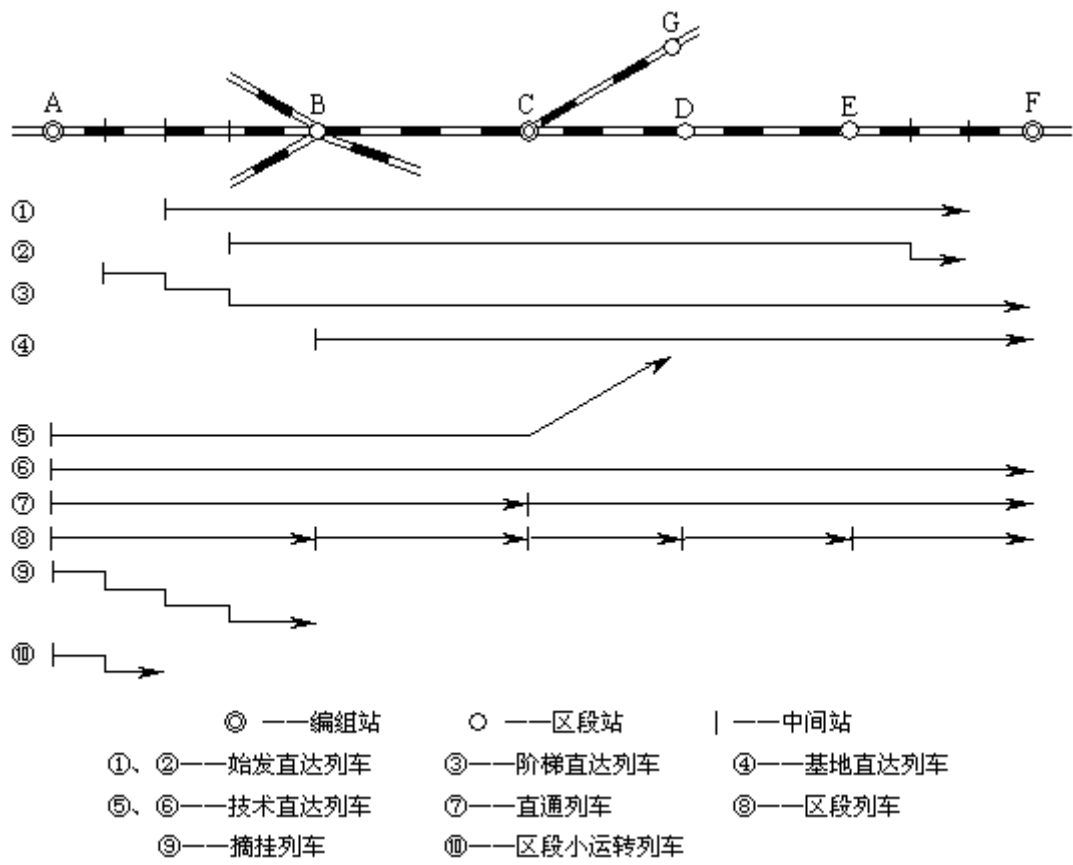 G
A B C D E F
①
②
③
④
⑤
⑥
⑦
⑧
⑨
⑩
◎ ——编组站 ○ ——区段站 | ——中间站
①、②——始发直达列车 ③——阶梯直达列车 ④——基地直达列车
⑤、⑥——技术直达列车 ⑦——直通列车 ⑧——区段列车
⑨——摘挂列车 ⑩——区段小运转列车